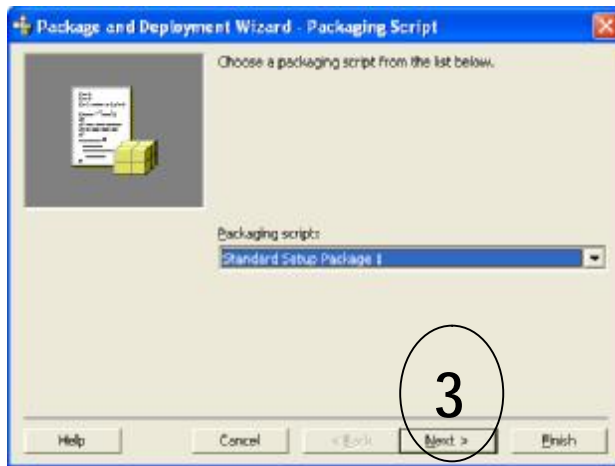 Package and Deployment Wizard - Packaging Script
Choose a packaging script from the list below.
Packaging script:
Standard Setup Package 1
3
Help Cancel < Back Next > Finish